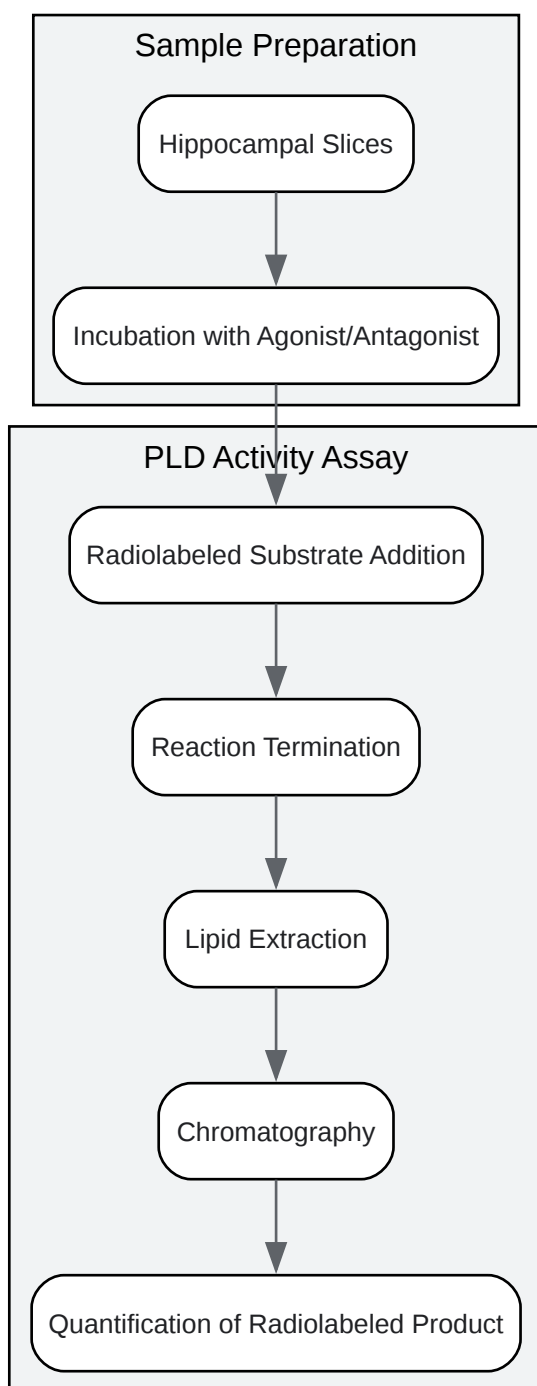 Sample Preparation
Hippocampal Slices
Incubation with Agonist/Antagonist
PLD Activity Assay
Radiolabeled Substrate Addition
Reaction Termination
Lipid Extraction
Chromatography
Quantification of Radiolabeled Product